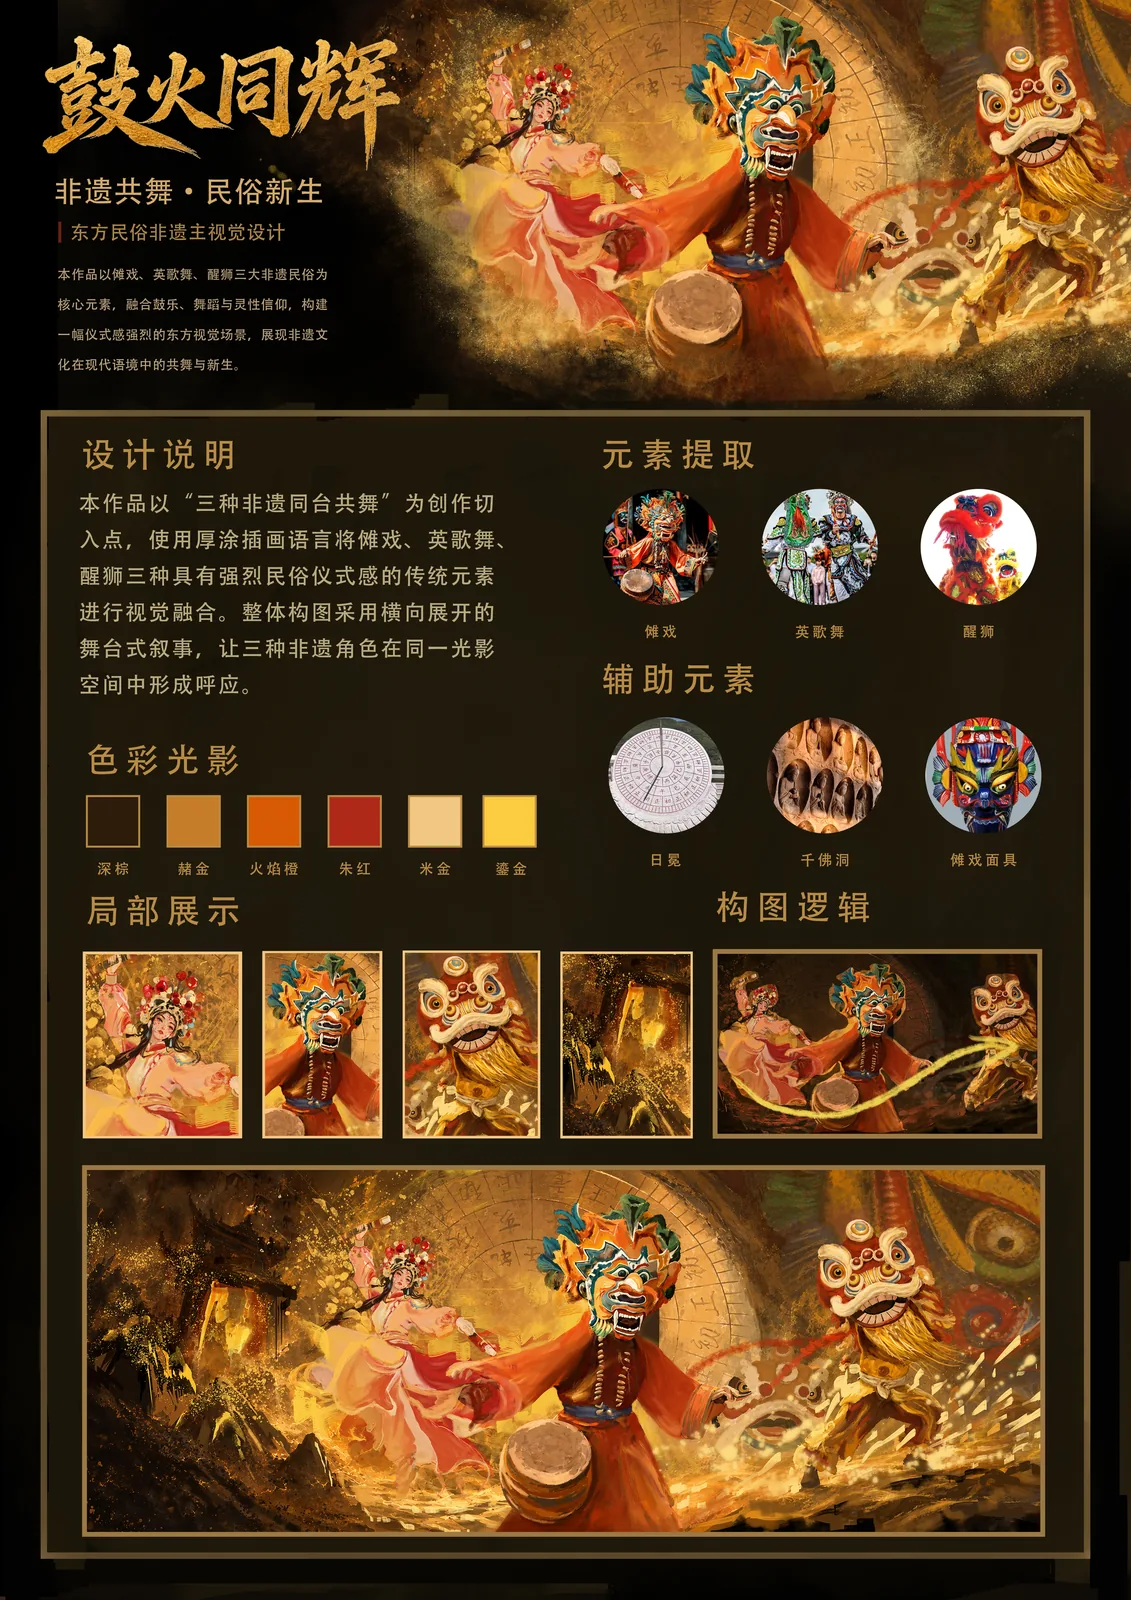 鼓火同辉
非遗共舞·民俗新生
东方民俗非遗主视觉设计
本作品以傩戏、英歌舞、醒狮三大非遗民俗为
核心元素，融合鼓乐、舞蹈与灵性信仰，构建
一幅仪式感强烈的东方视觉场景，展现非遗文
化在现代语境中的共舞与新生。
设计说明
本作品以“三种非遗同台共舞”为创作切
入点，使用厚涂插画语言将傩戏、英歌舞、
醒狮三种具有强烈民俗仪式感的传统元素
进行视觉融合。整体构图采用横向展开的
舞台式叙事，让三种非遗角色在同一光影
空间中形成呼应。
元素提取
傩戏
英歌舞
醒狮
辅助元素
日冕
千佛洞
傩戏面具
色彩光影
深棕
赭金
火焰橙
朱红
米金
鎏金
局部展示
构图逻辑